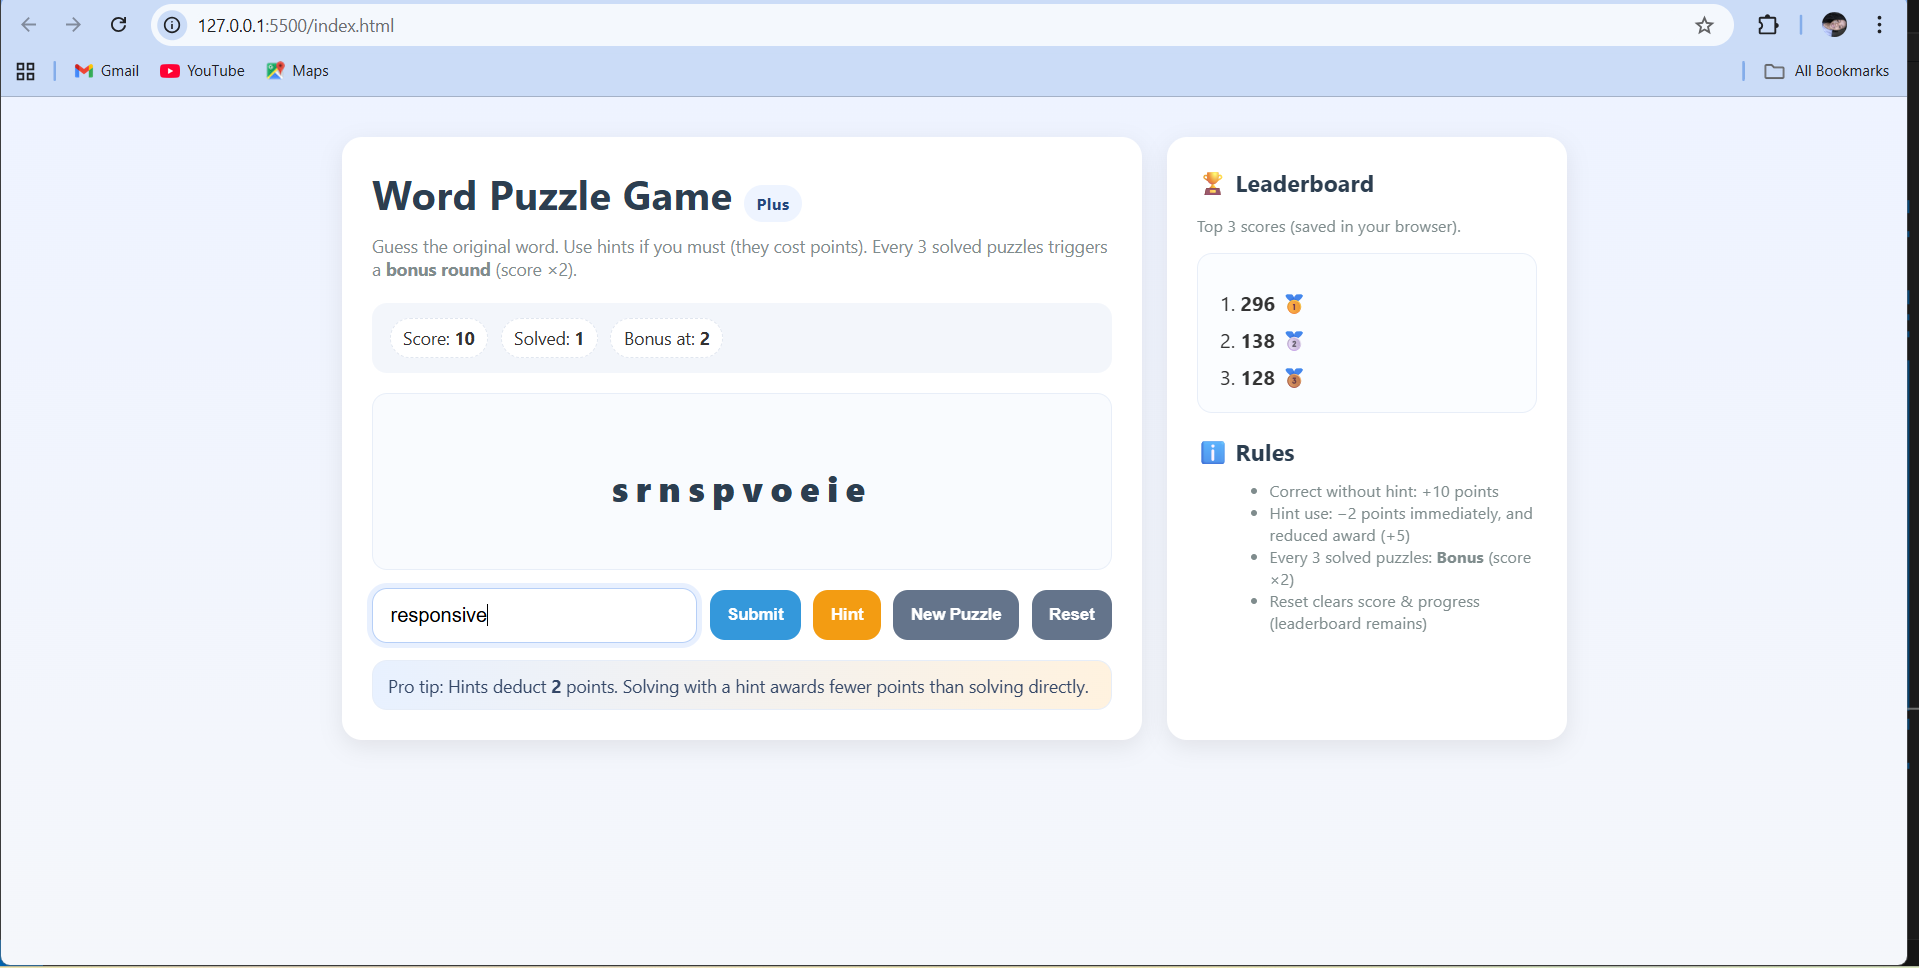 127.0.0.1:5500/index.html
Gmail YouTube Maps All Bookmarks
Word Puzzle Game Plus
Guess the original word. Use hints if you must (they cost points). Every 3 solved puzzles triggers
a bonus round (score ×2).
Score: 10 Solved: 1 Bonus at: 2
srnspvoeie
responsive Submit Hint New Puzzle Reset
Pro tip: Hints deduct 2 points. Solving with a hint awards fewer points than solving directly.
🏆 Leaderboard
Top 3 scores (saved in your browser).
1. 296 🥇
2. 138 🥈
3. 128 🥉
ℹ️ Rules
• Correct without hint: +10 points
• Hint use: −2 points immediately, and
reduced award (+5)
• Every 3 solved puzzles: Bonus (score
×2)
• Reset clears score & progress
(leaderboard remains)